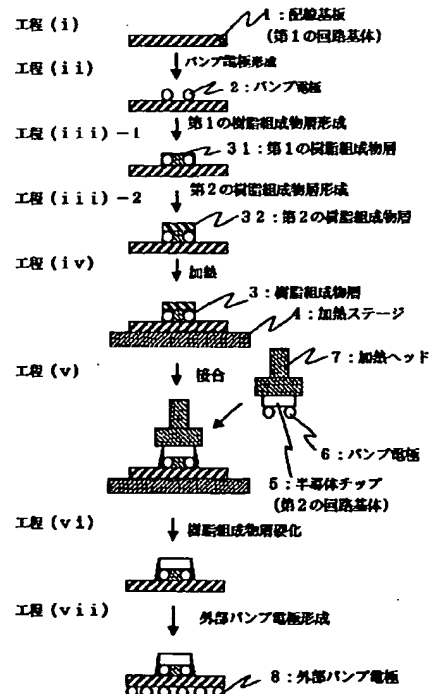 工程(i)
1:配線基板
(第1の回路基体)
工程(ii)
バンプ電極形成
2:バンプ電極
工程(iii)-1
第1の樹脂組成物層形成
31:第1の樹脂組成物層
工程(iii)-2
第2の樹脂組成物層形成
32:第2の樹脂組成物層
工程(iv)
加熱
3:樹脂組成物層
4:加熱ステージ
工程(v)
接合
7:加熱ヘッド
6:バンプ電極
5:半導体チップ
(第2の回路基体)
工程(vi)
樹脂組成物層硬化
工程(vii)
外部バンプ電極形成
8:外部バンプ電極